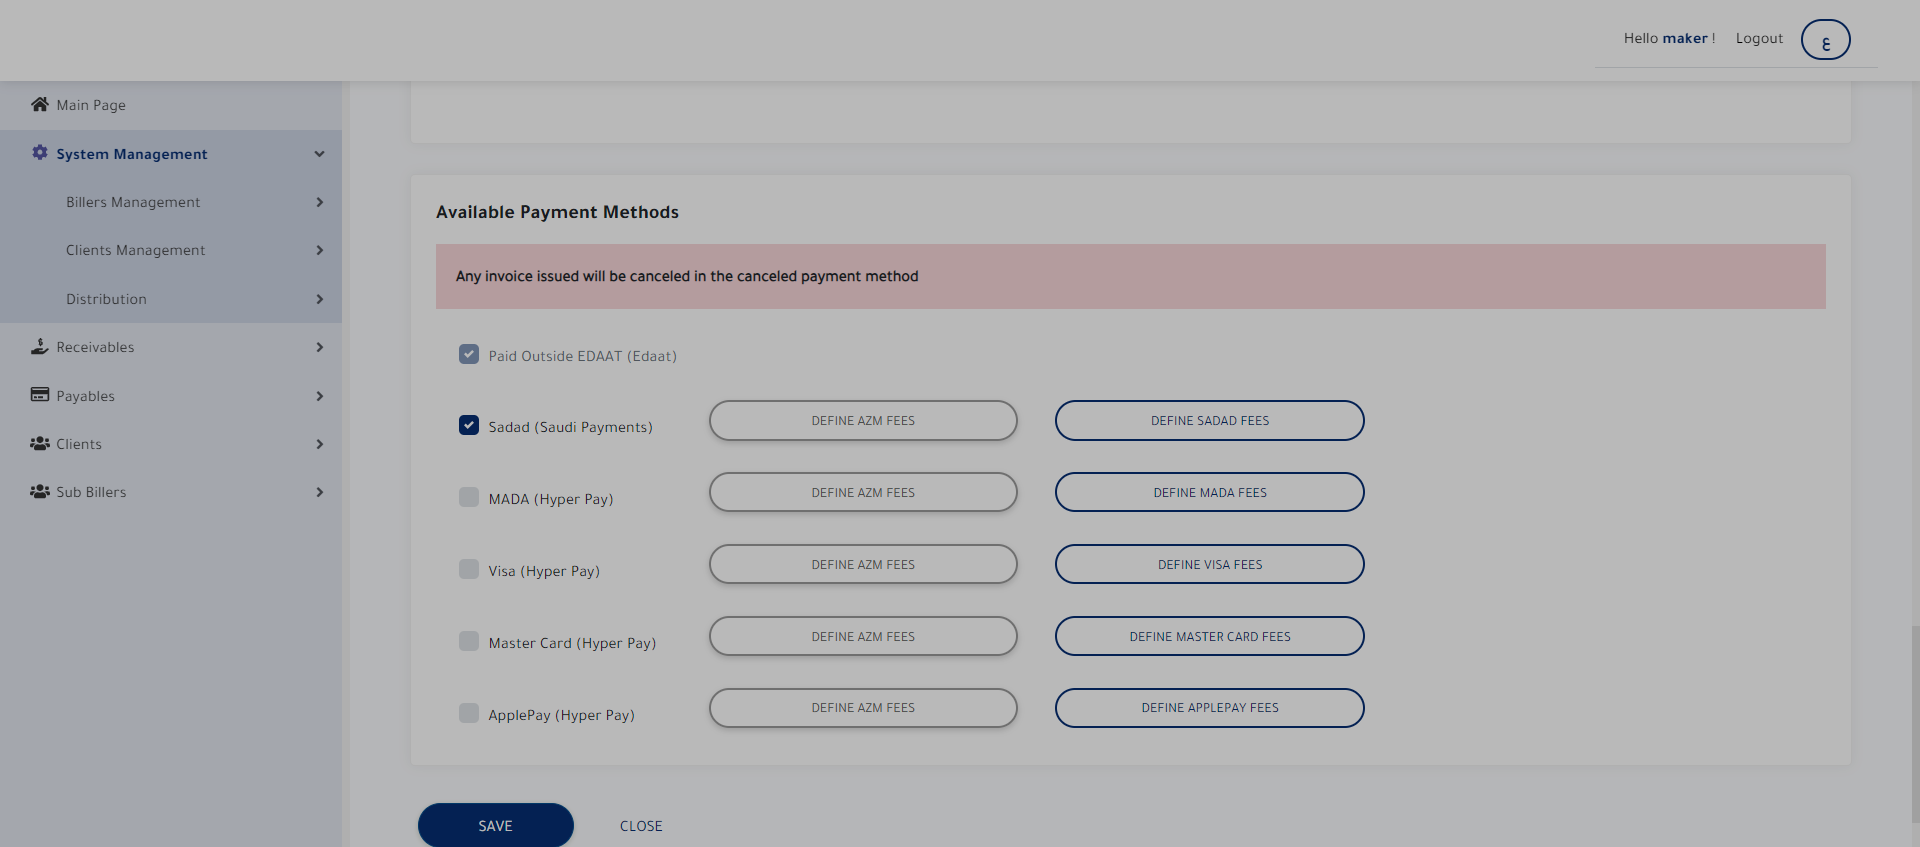 Hello maker ! Logout ع
Main Page
System Management
Billers Management
Clients Management
Distribution
Receivables
Payables
Clients
Sub Billers
Available Payment Methods
Any invoice issued will be canceled in the canceled payment method
Paid Outside EDAAT (Edaat)
Sadad (Saudi Payments) DEFINE AZM FEES DEFINE SADAD FEES
MADA (Hyper Pay) DEFINE AZM FEES DEFINE MADA FEES
Visa (Hyper Pay) DEFINE AZM FEES DEFINE VISA FEES
Master Card (Hyper Pay) DEFINE AZM FEES DEFINE MASTER CARD FEES
ApplePay (Hyper Pay) DEFINE AZM FEES DEFINE APPLEPAY FEES
SAVE CLOSE